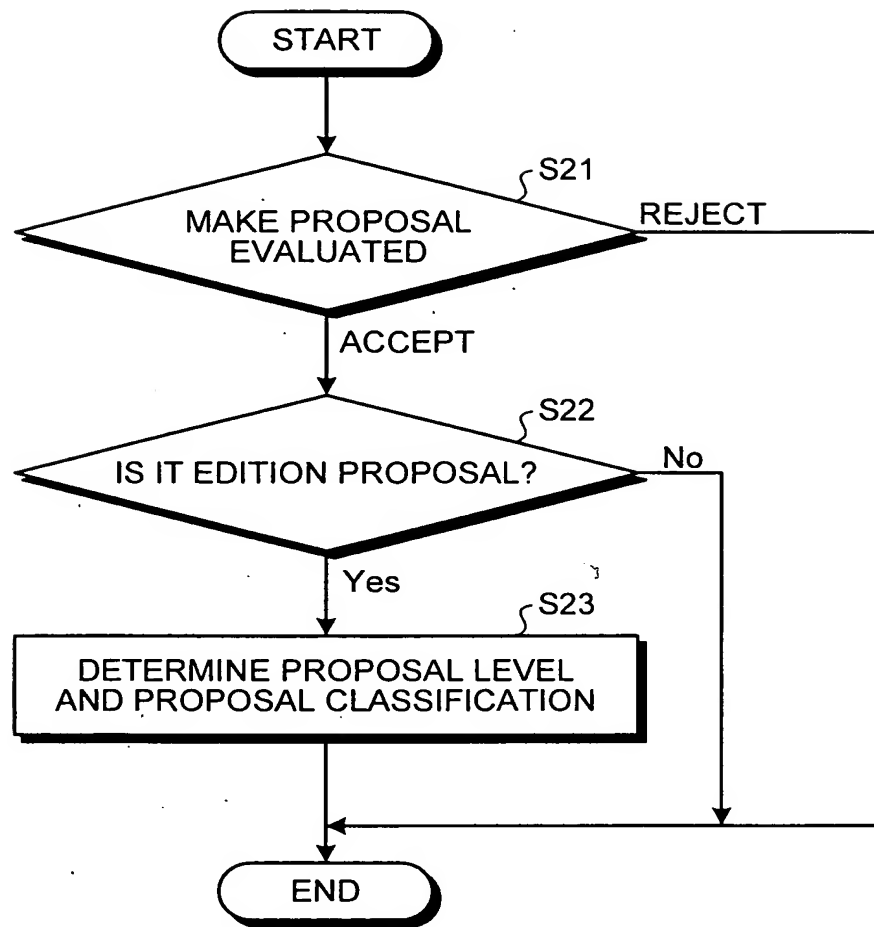 START
S21
MAKE PROPOSAL
EVALUATED
REJECT
ACCEPT
S22
IS IT EDITION PROPOSAL?
No
Yes
S23
DETERMINE PROPOSAL LEVEL
AND PROPOSAL CLASSIFICATION
END